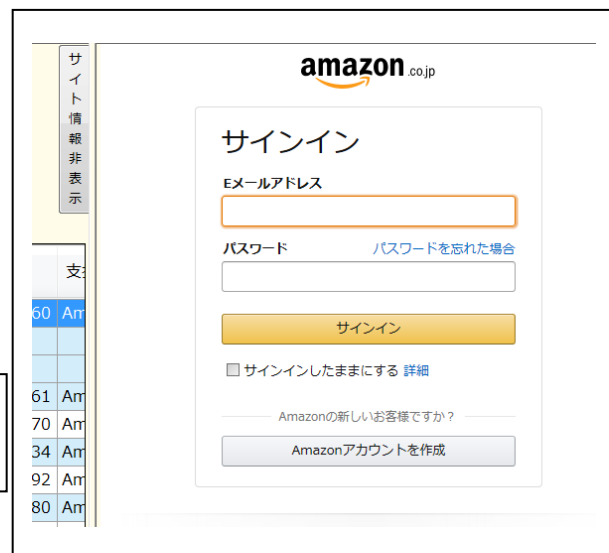 サイト情報非表示
支
60 Am
61 Am
70 Am
34 Am
92 Am
80 Am
amazon.co.jp
サインイン
Eメールアドレス
パスワード パスワードを忘れた場合
サインイン
サインインしたままにする 詳細
Amazonの新しいお客様ですか？
Amazonアカウントを作成